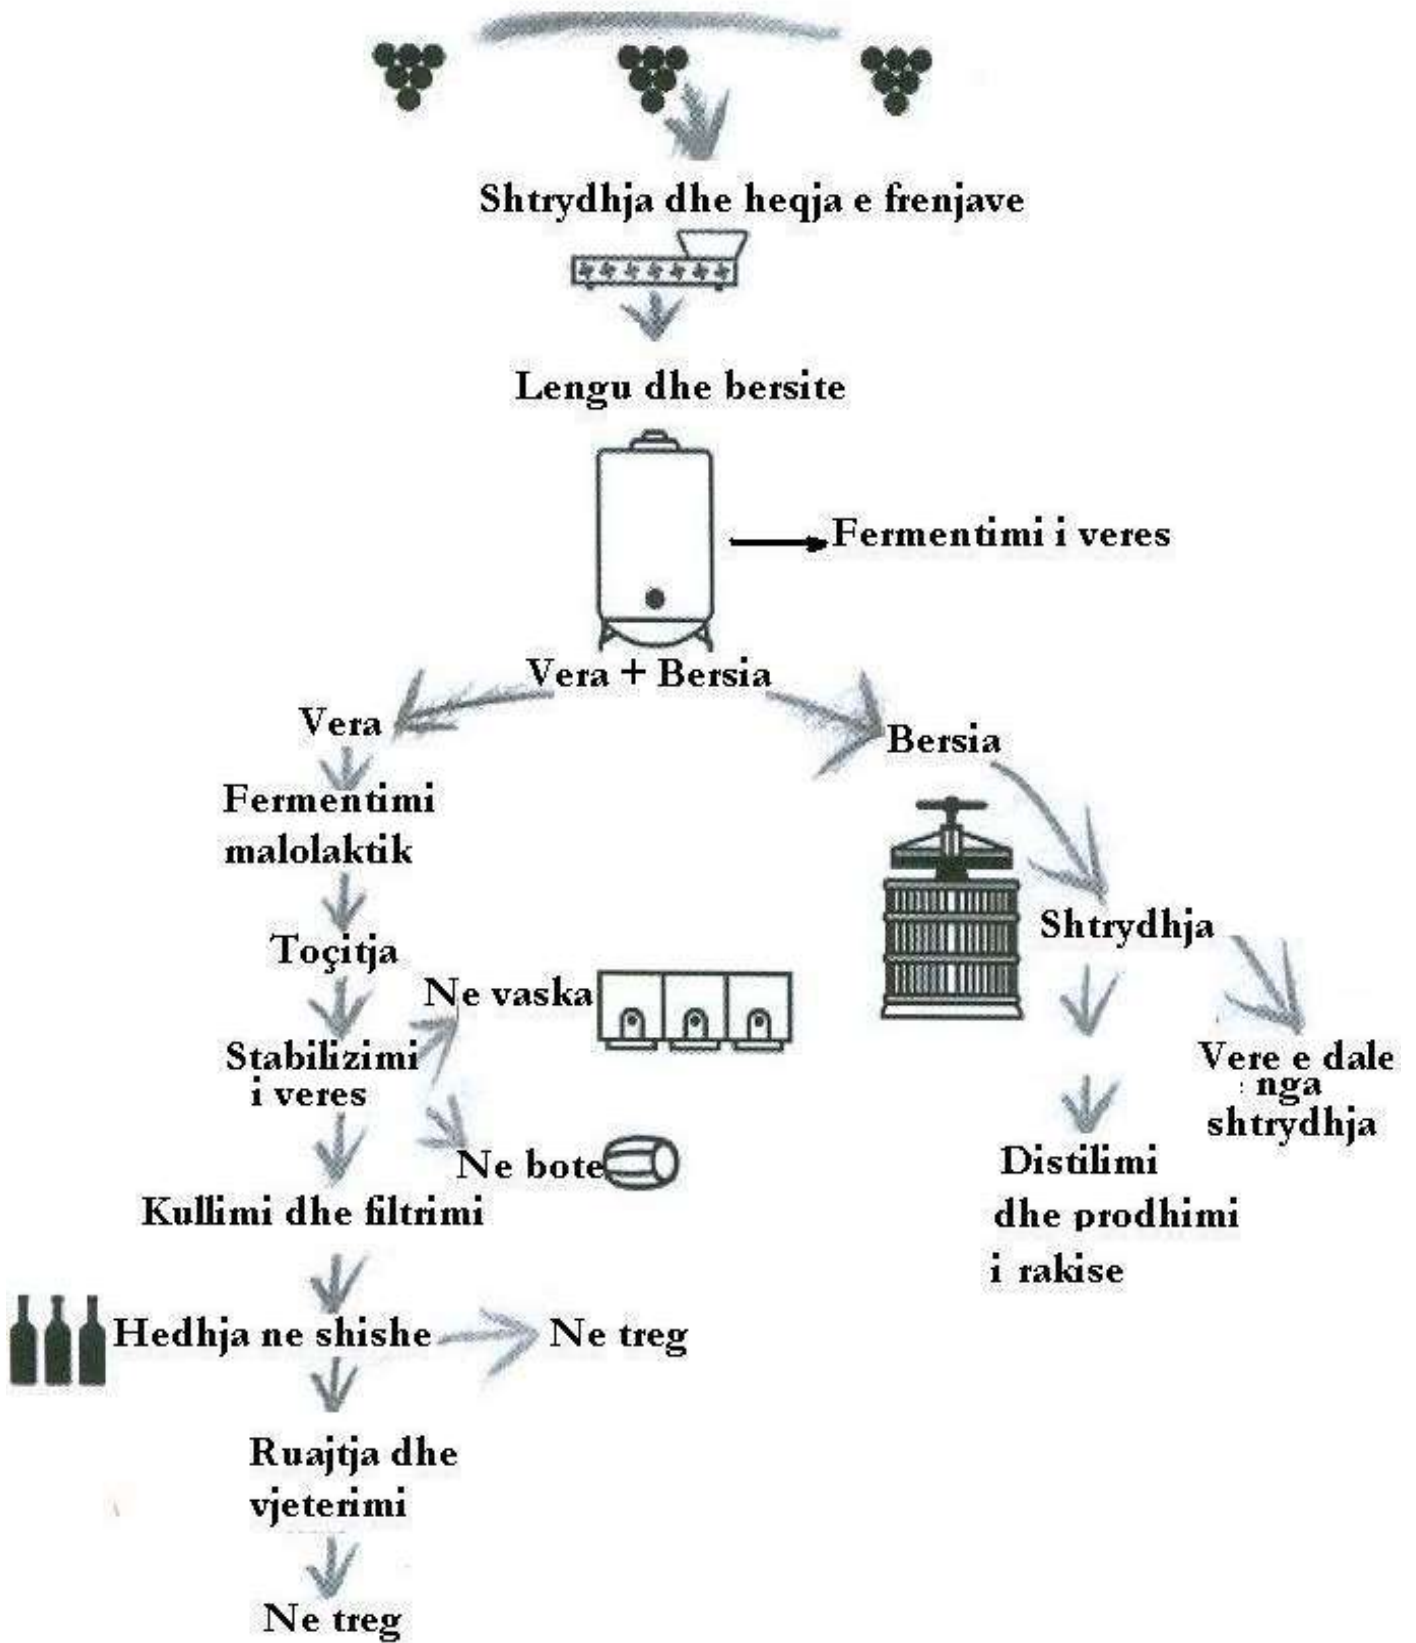 Shtrydhja dhe heqja e frenjave
Lengu dhe bersite
Fermentimi i veres
Vera + Bersia
Vera
Bersia
Fermentimi
malolaktik
Shtrydhja
Toçitja
Ne vaska
Stabilizimi
i veres
Vere e dale
nga
shtrydhja
Ne bote
Distilimi
dhe prodhimi
i rakise
Kullimi dhe filtrimi
Hedhja ne shishe
Ne treg
Ruajtja dhe
vjeterimi
Ne treg